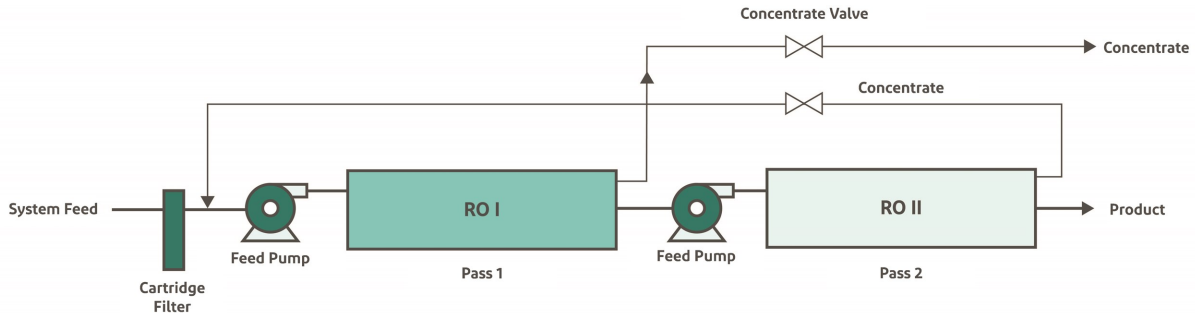 Concentrate Valve
Concentrate
Concentrate
System Feed
RO I
RO II
Product
Feed Pump
Feed Pump
Pass 1
Pass 2
Cartridge
Filter